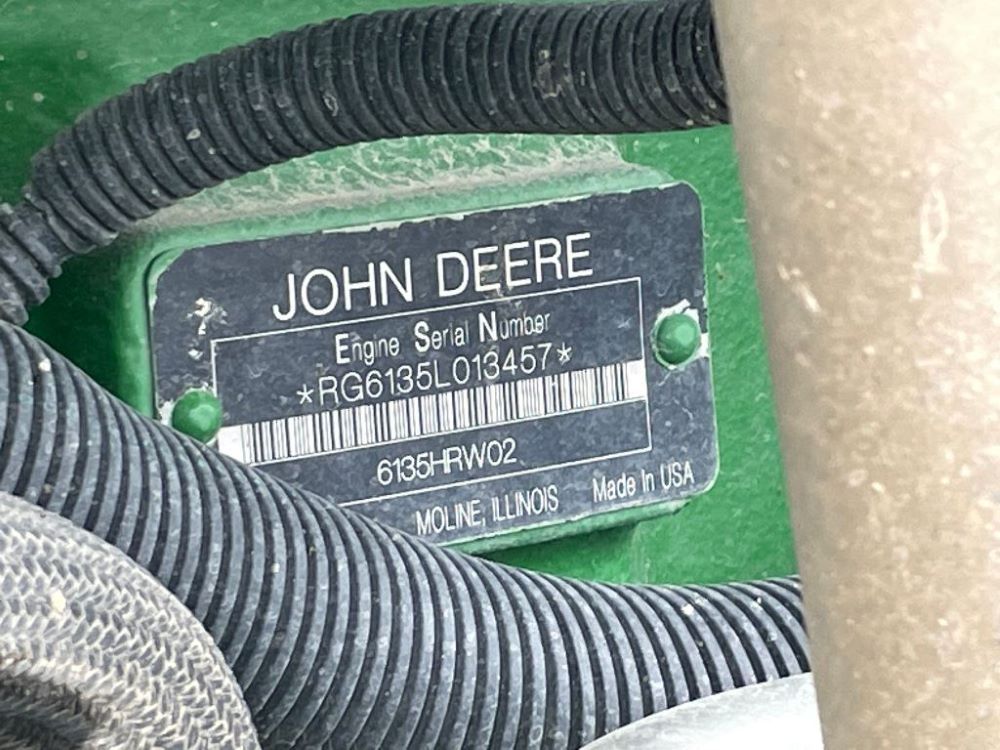 JOHN DEERE
Engine Serial Number
*RG6135L013457*
6135HRW02
MOLINE, ILLINOIS
Made In USA